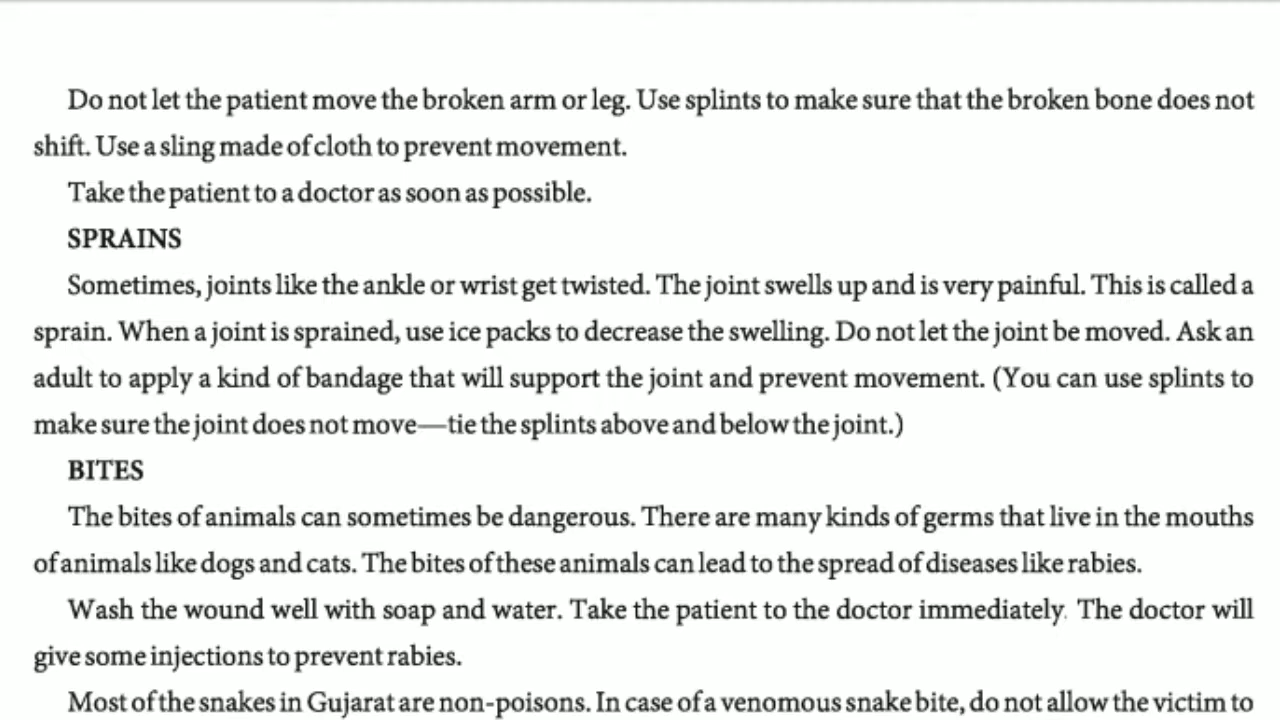 Do not let the patient move the broken arm or leg. Use splints to make sure that the broken bone does not
shift. Use a sling made of cloth to prevent movement.
Take the patient to a doctor as soon as possible.
SPRAINS
Sometimes, joints like the ankle or wrist get twisted. The joint swells up and is very painful. This is called a
sprain. When a joint is sprained, use ice packs to decrease the swelling. Do not let the joint be moved. Ask an
adult to apply a kind of bandage that will support the joint and prevent movement. (You can use splints to
make sure the joint does not move—tie the splints above and below the joint.)
BITES
The bites of animals can sometimes be dangerous. There are many kinds of germs that live in the mouths
of animals like dogs and cats. The bites of these animals can lead to the spread of diseases like rabies.
Wash the wound well with soap and water. Take the patient to the doctor immediately. The doctor will
give some injections to prevent rabies.
Most of the snakes in Gujarat are non-poisons. In case of a venomous snake bite, do not allow the victim to